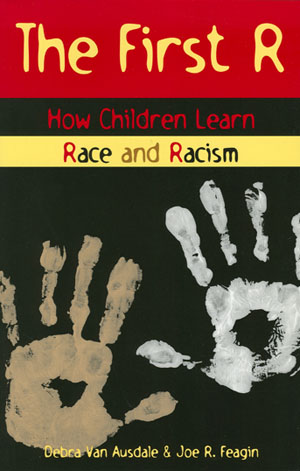 The First R
How Children Learn
Race and Racism
Debra Van Ausdale & Joe R. Feagin